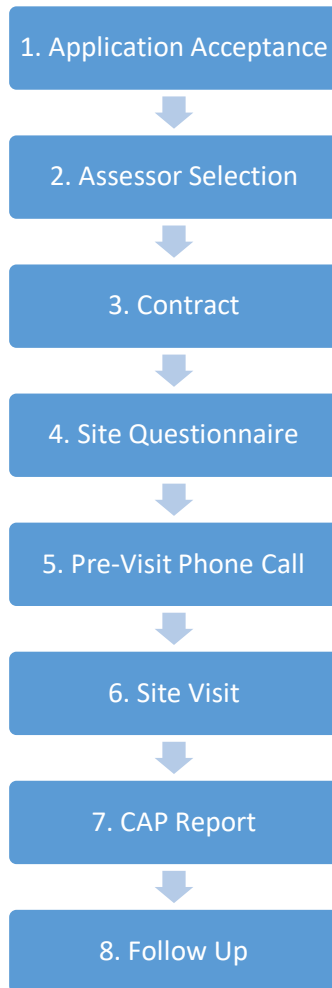 1. Application Acceptance
2. Assessor Selection
3. Contract
4. Site Questionnaire
5. Pre-Visit Phone Call
6. Site Visit
7. CAP Report
8. Follow Up